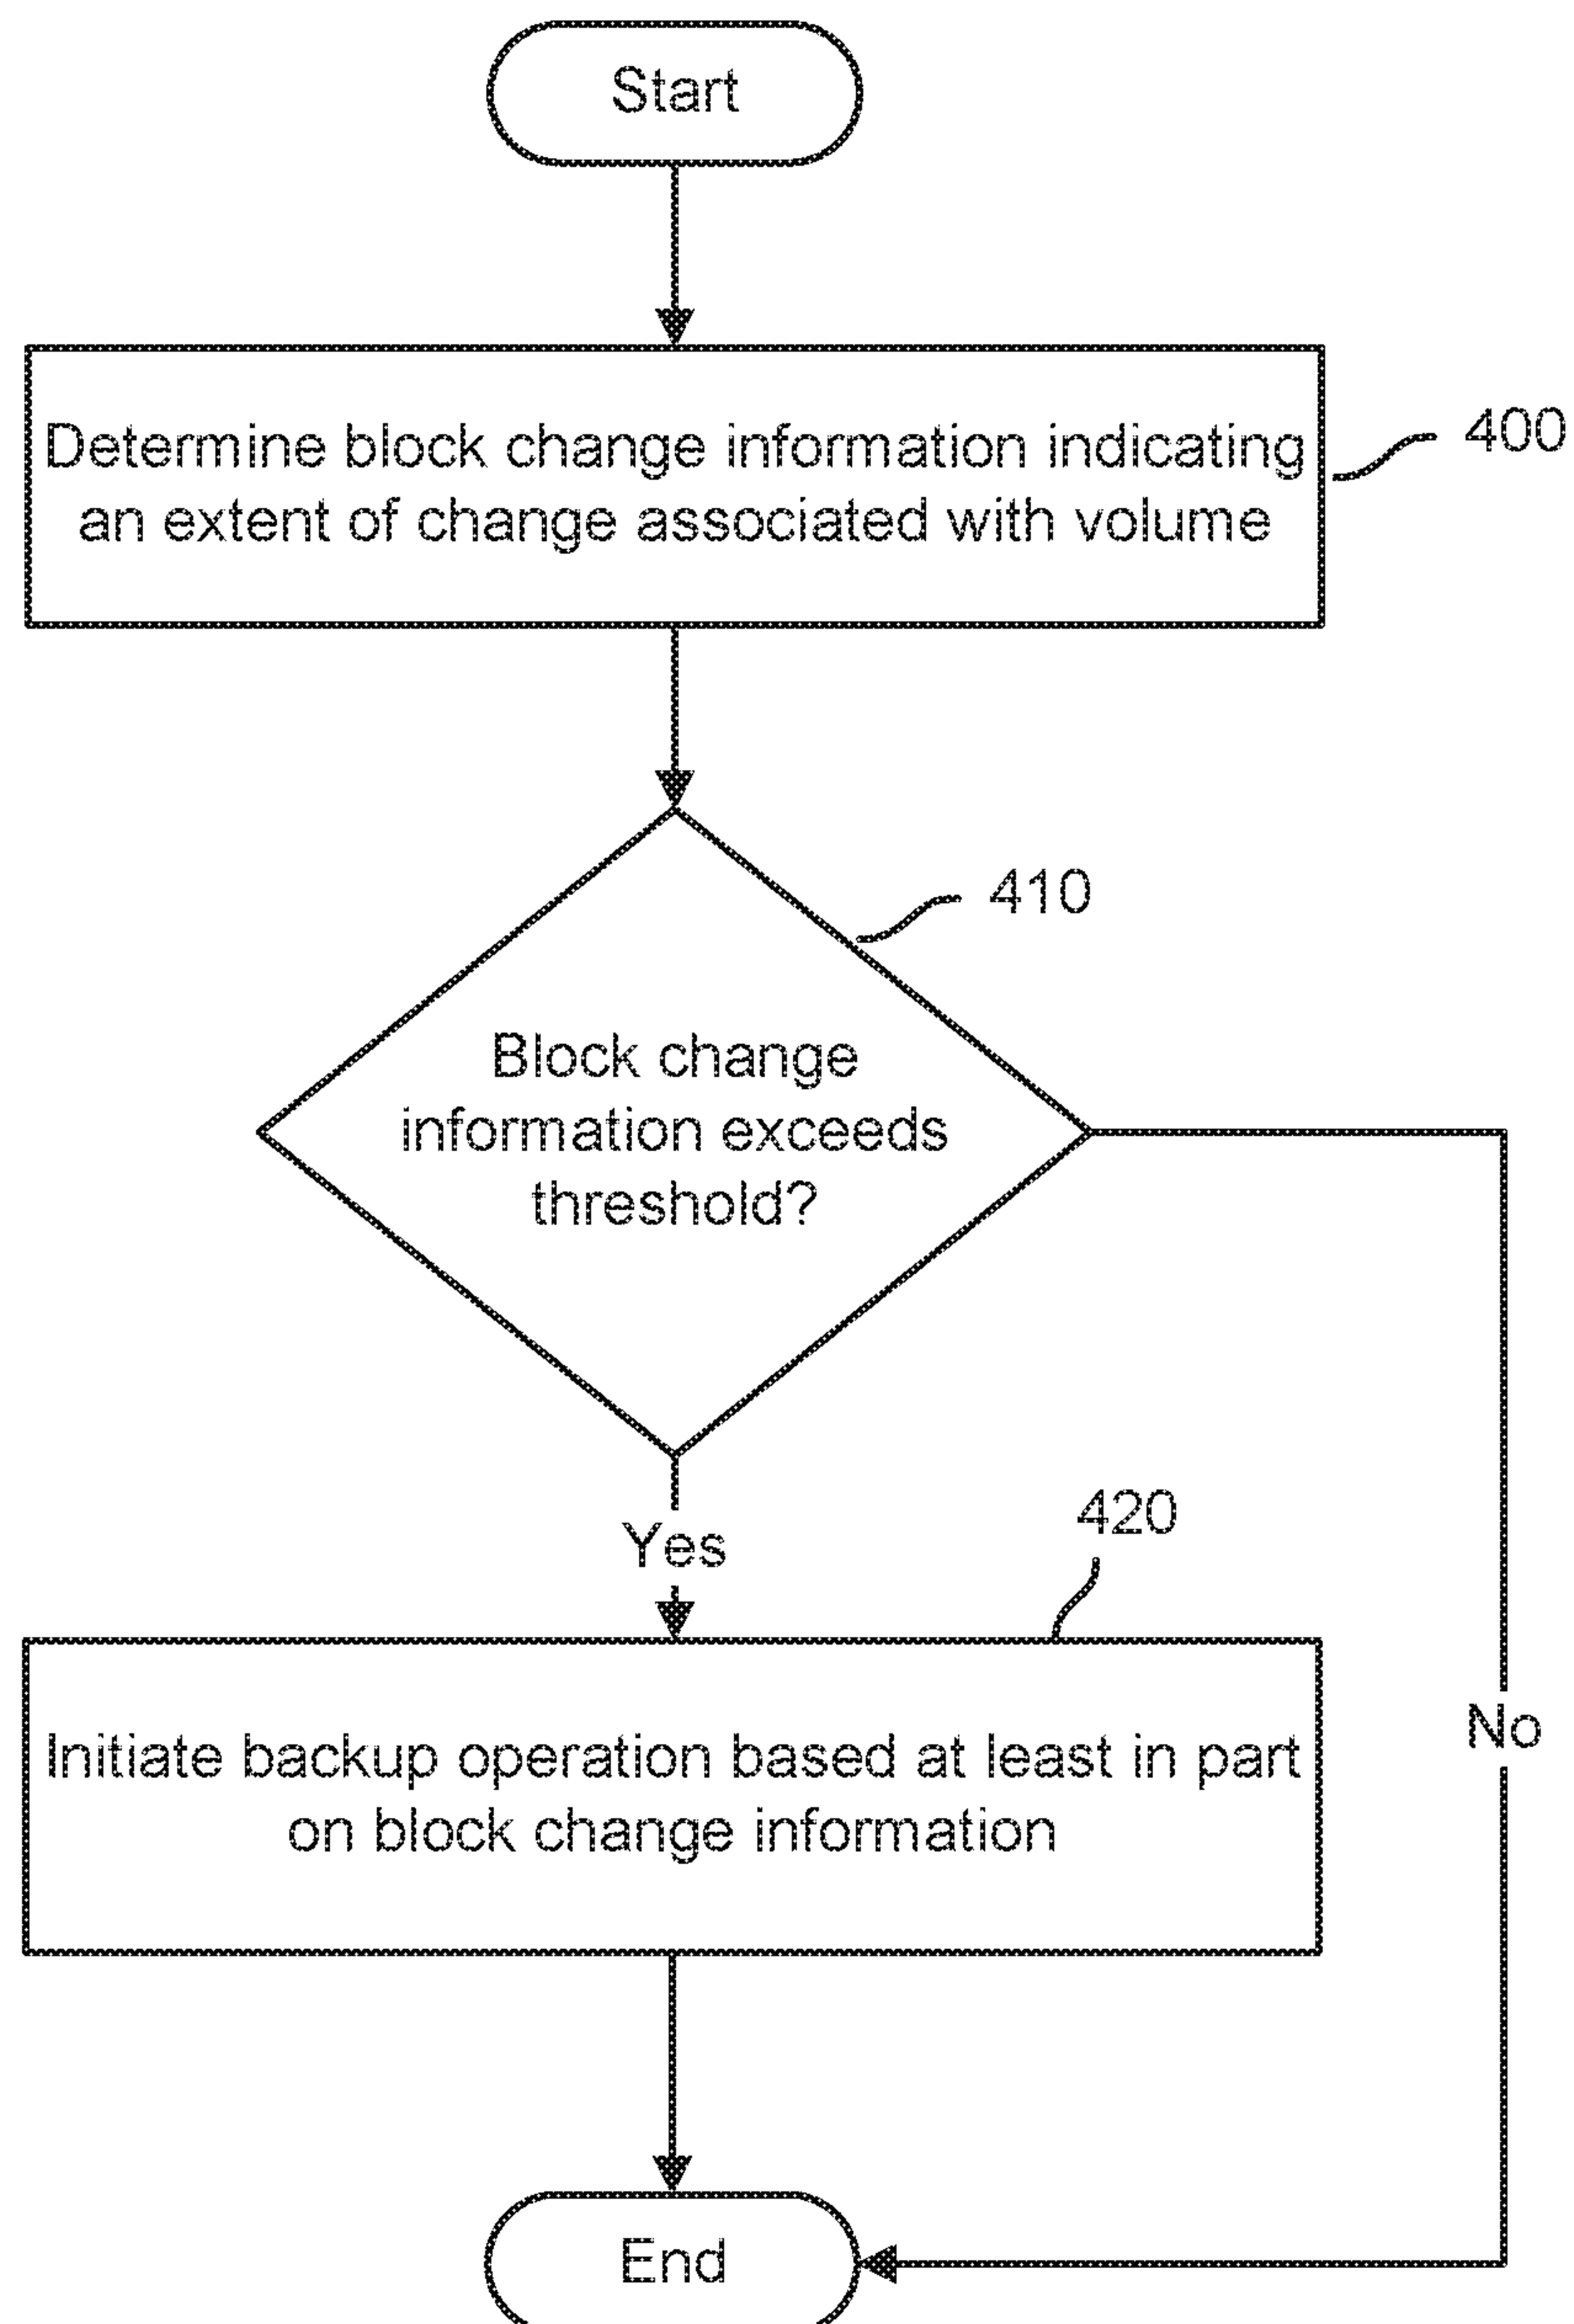 Start
Determine block change information indicating
an extent of change associated with volume
400
410
Block change
information exceeds
threshold?
Yes
420
Initiate backup operation based at least in part
on block change information
No
End